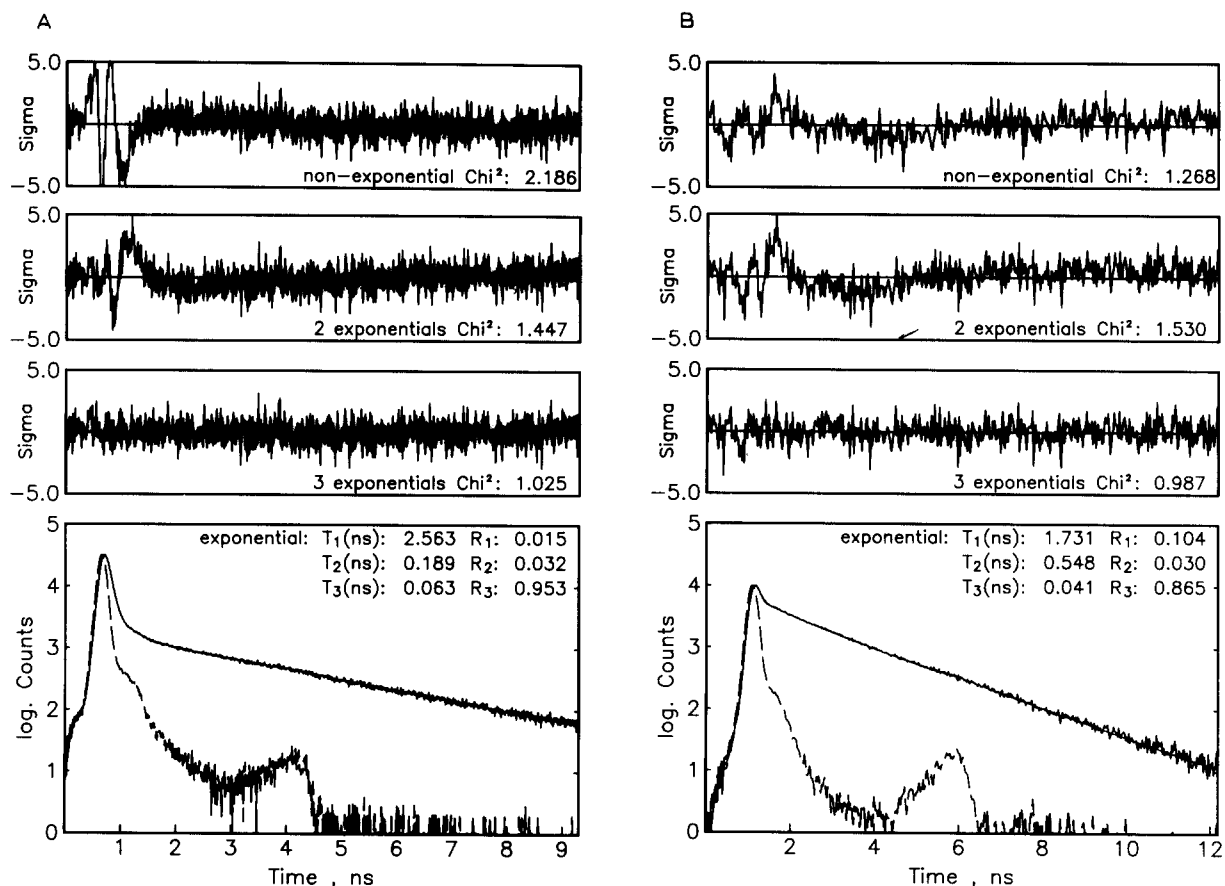 A
5.0
Sigma
-5.0
non-exponential Chi²: 2.186
5.0
Sigma
-5.0
2 exponentials Chi²: 1.447
5.0
Sigma
-5.0
3 exponentials Chi²: 1.025
5
4
3
2
1
0
log. Counts
exponential: T₁(ns): 2.563 R₁: 0.015
T₂(ns): 0.189 R₂: 0.032
T₃(ns): 0.063 R₃: 0.953
1 2 3 4 5 6 7 8 9
Time , ns
B
5.0
Sigma
-5.0
non-exponential Chi²: 1.268
5.0
Sigma
-5.0
2 exponentials Chi²: 1.530
5.0
Sigma
-5.0
3 exponentials Chi²: 0.987
5
4
3
2
1
0
log. Counts
exponential: T₁(ns): 1.731 R₁: 0.104
T₂(ns): 0.548 R₂: 0.030
T₃(ns): 0.041 R₃: 0.865
2 4 6 8 10 12
Time , ns